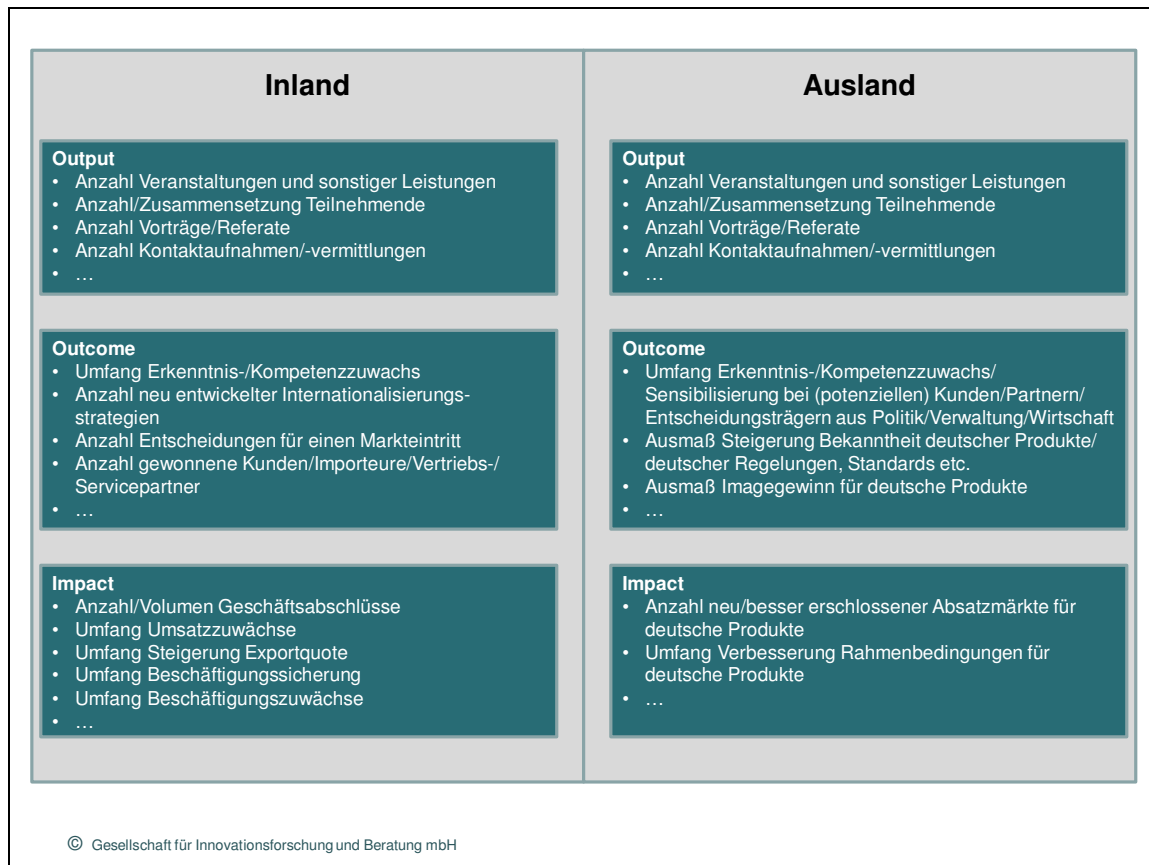 Inland
Output
• Anzahl Veranstaltungen und sonstiger Leistungen
• Anzahl/Zusammensetzung Teilnehmende
• Anzahl Vorträge/Referate
• Anzahl Kontaktaufnahmen/-vermittlungen
• …
Outcome
• Umfang Erkenntnis-/Kompetenzzuwachs
• Anzahl neu entwickelter Internationalisierungs-
strategien
• Anzahl Entscheidungen für einen Markteintritt
• Anzahl gewonnene Kunden/Importeure/Vertriebs-/
Servicepartner
• …
Impact
• Anzahl/Volumen Geschäftsabschlüsse
• Umfang Umsatzzuwächse
• Umfang Steigerung Exportquote
• Umfang Beschäftigungssicherung
• Umfang Beschäftigungszuwächse
• …
Ausland
Output
• Anzahl Veranstaltungen und sonstiger Leistungen
• Anzahl/Zusammensetzung Teilnehmende
• Anzahl Vorträge/Referate
• Anzahl Kontaktaufnahmen/-vermittlungen
• …
Outcome
• Umfang Erkenntnis-/Kompetenzzuwachs/
Sensibilisierung bei (potenziellen) Kunden/Partnern/
Entscheidungsträgern aus Politik/Verwaltung/Wirtschaft
• Ausmaß Steigerung Bekanntheit deutscher Produkte/
deutscher Regelungen, Standards etc.
• Ausmaß Imagegewinn für deutsche Produkte
• …
Impact
• Anzahl neu/besser erschlossener Absatzmärkte für
deutsche Produkte
• Umfang Verbesserung Rahmenbedingungen für
deutsche Produkte
• …
© Gesellschaft für Innovationsforschung und Beratung mbH